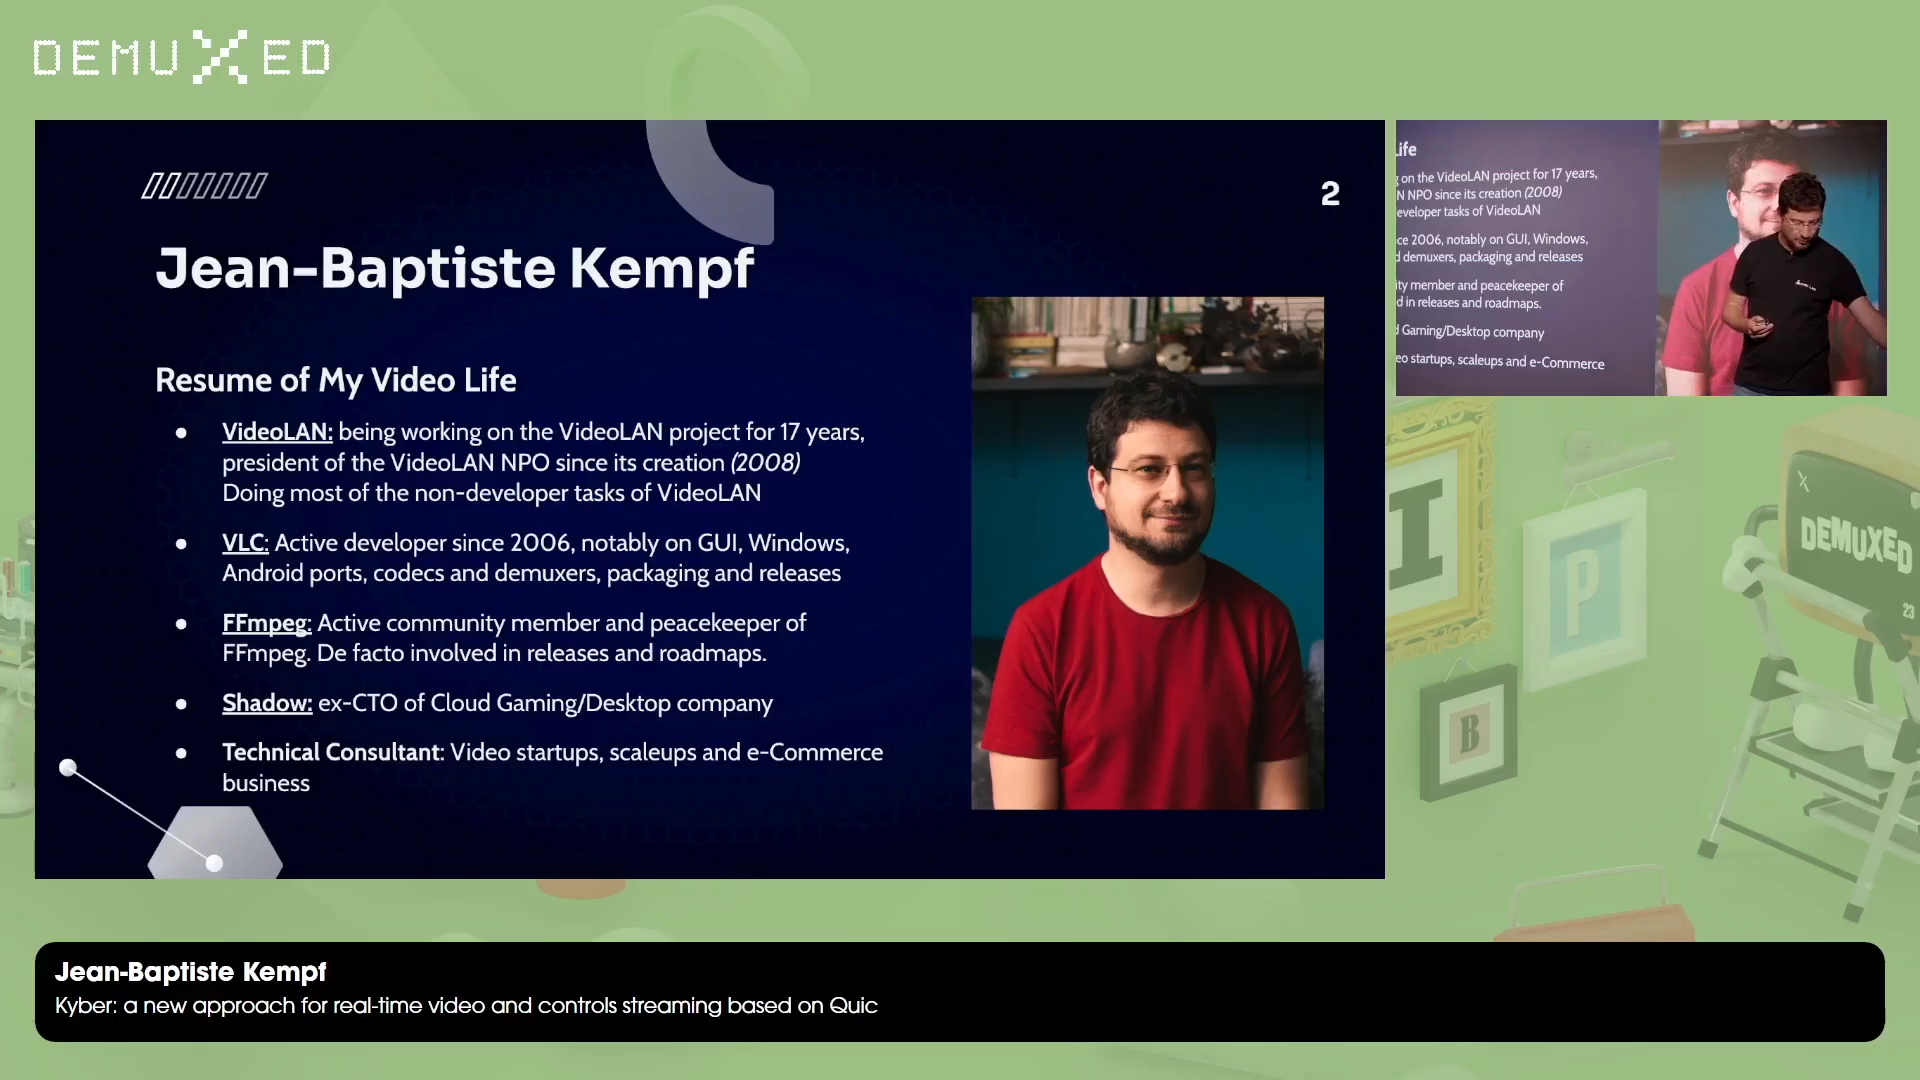 DEMUXED
2
Jean-Baptiste Kempf
Resume of My Video Life
● VideoLAN: being working on the VideoLAN project for 17 years,
president of the VideoLAN NPO since its creation (2008)
Doing most of the non-developer tasks of VideoLAN
● VLC: Active developer since 2006, notably on GUI, Windows,
Android ports, codecs and demuxers, packaging and releases
● FFmpeg: Active community member and peacekeeper of
FFmpeg. De facto involved in releases and roadmaps.
● Shadow: ex-CTO of Cloud Gaming/Desktop company
● Technical Consultant: Video startups, scaleups and e-Commerce
business
Life
on the VideoLAN project for 17 years,
N NPO since its creation (2008)
eveloper tasks of VideoLAN
ce 2006, notably on GUI, Windows,
d demuxers, packaging and releases
ity member and peacekeeper of
d in releases and roadmaps.
d Gaming/Desktop company
eo startups, scaleups and e-Commerce
I
P
B
X
DEMUXED
23
Jean-Baptiste Kempf
Kyber: a new approach for real-time video and controls streaming based on Quic